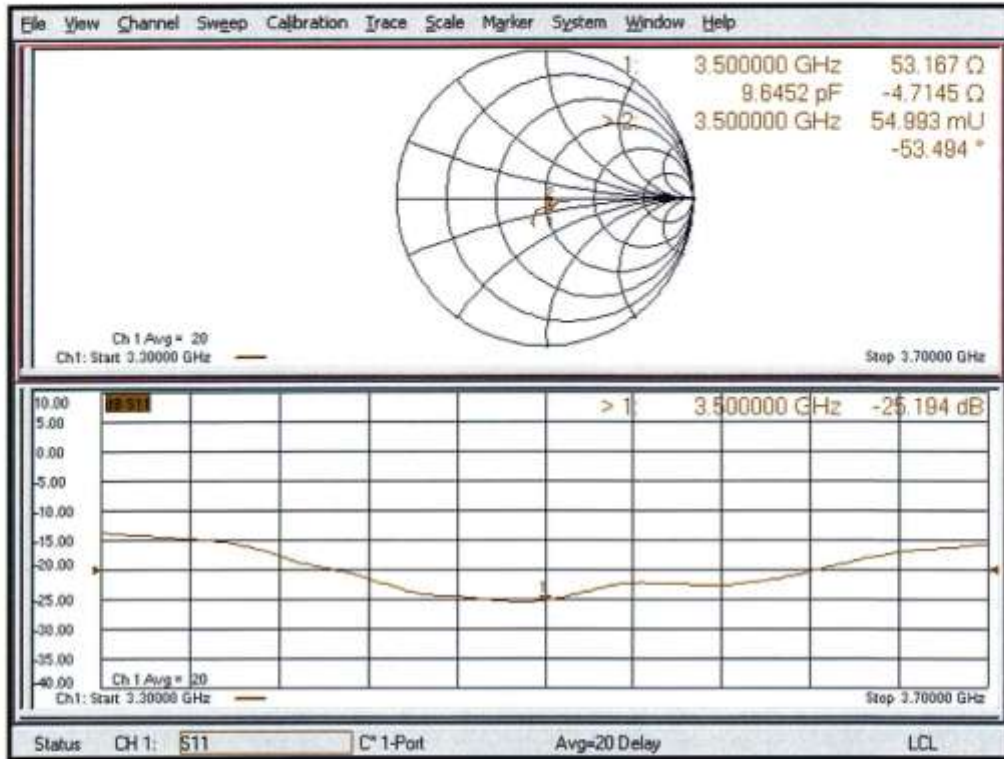 File View Channel Sweep Calibration Trace Scale Marker System Window Help
1: 3.500000 GHz 53.167 Ω
9.6452 pF -4.7145 Ω
> 2: 3.500000 GHz 54.993 mU
-53.494 °
Ch 1 Avg = 20
Ch1: Start 3.30000 GHz Stop 3.70000 GHz
10.00 dB S11 > 1: 3.500000 GHz -25.194 dB
5.00
0.00
-5.00
-10.00
-15.00
-20.00
-25.00
-30.00
-35.00
-40.00
1
Ch 1 Avg = 20
Ch1: Start 3.30000 GHz Stop 3.70000 GHz
Status CH 1: S11 C* 1-Port Avg=20 Delay LCL